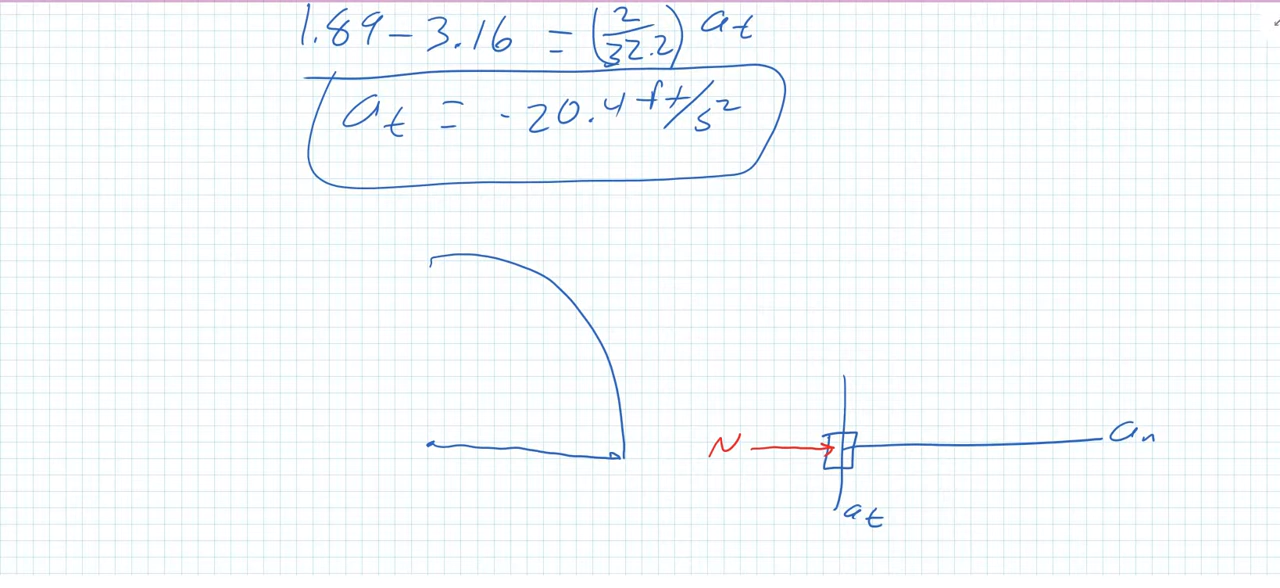 1.89 - 3.16 = (2/32.2) at
at = -20.4 ft/s²
N
an
at